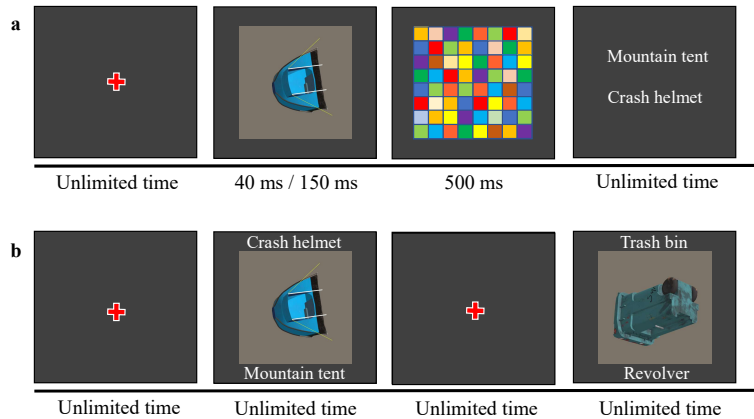 a
Mountain tent
Crash helmet
Unlimited time
40 ms / 150 ms
500 ms
Unlimited time
b
Crash helmet
Trash bin
Mountain tent
Revolver
Unlimited time
Unlimited time
Unlimited time
Unlimited time